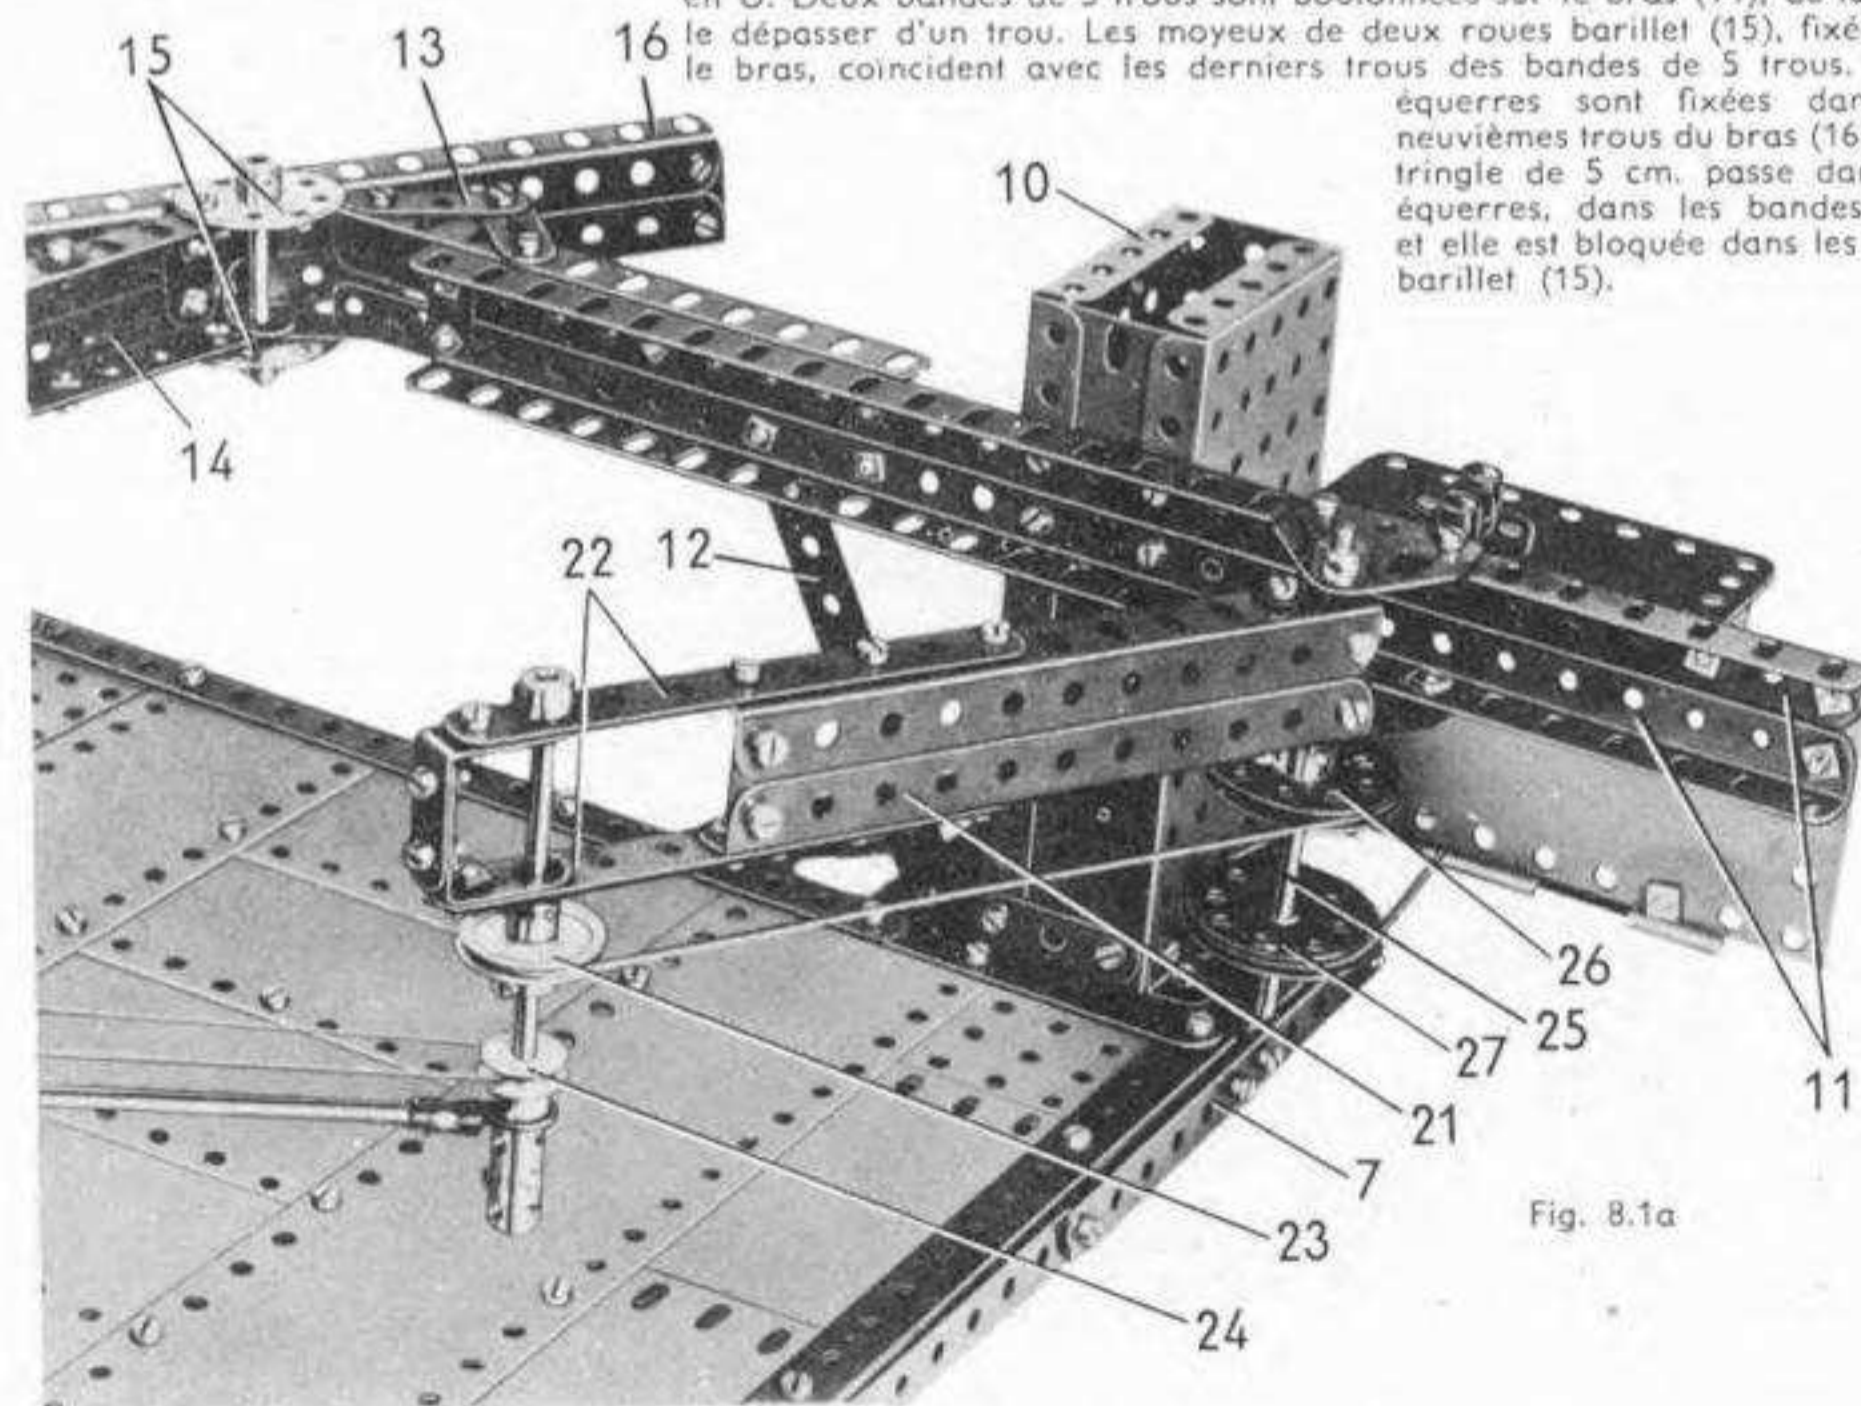 le dépasser d'un trou. Les moyeux de deux roues barillet (15), fixé
le bras, coïncident avec les derniers trous des bandes de 5 trous.
équerres sont fixées dan
neuvièmes trous du bras (16
tringle de 5 cm. passe dan
équerres, dans les bandes
et elle est bloquée dans les
barillet (15).
15
13
16
10
14
22
12
26
25
27
11
21
7
23
24
Fig. 8.1a